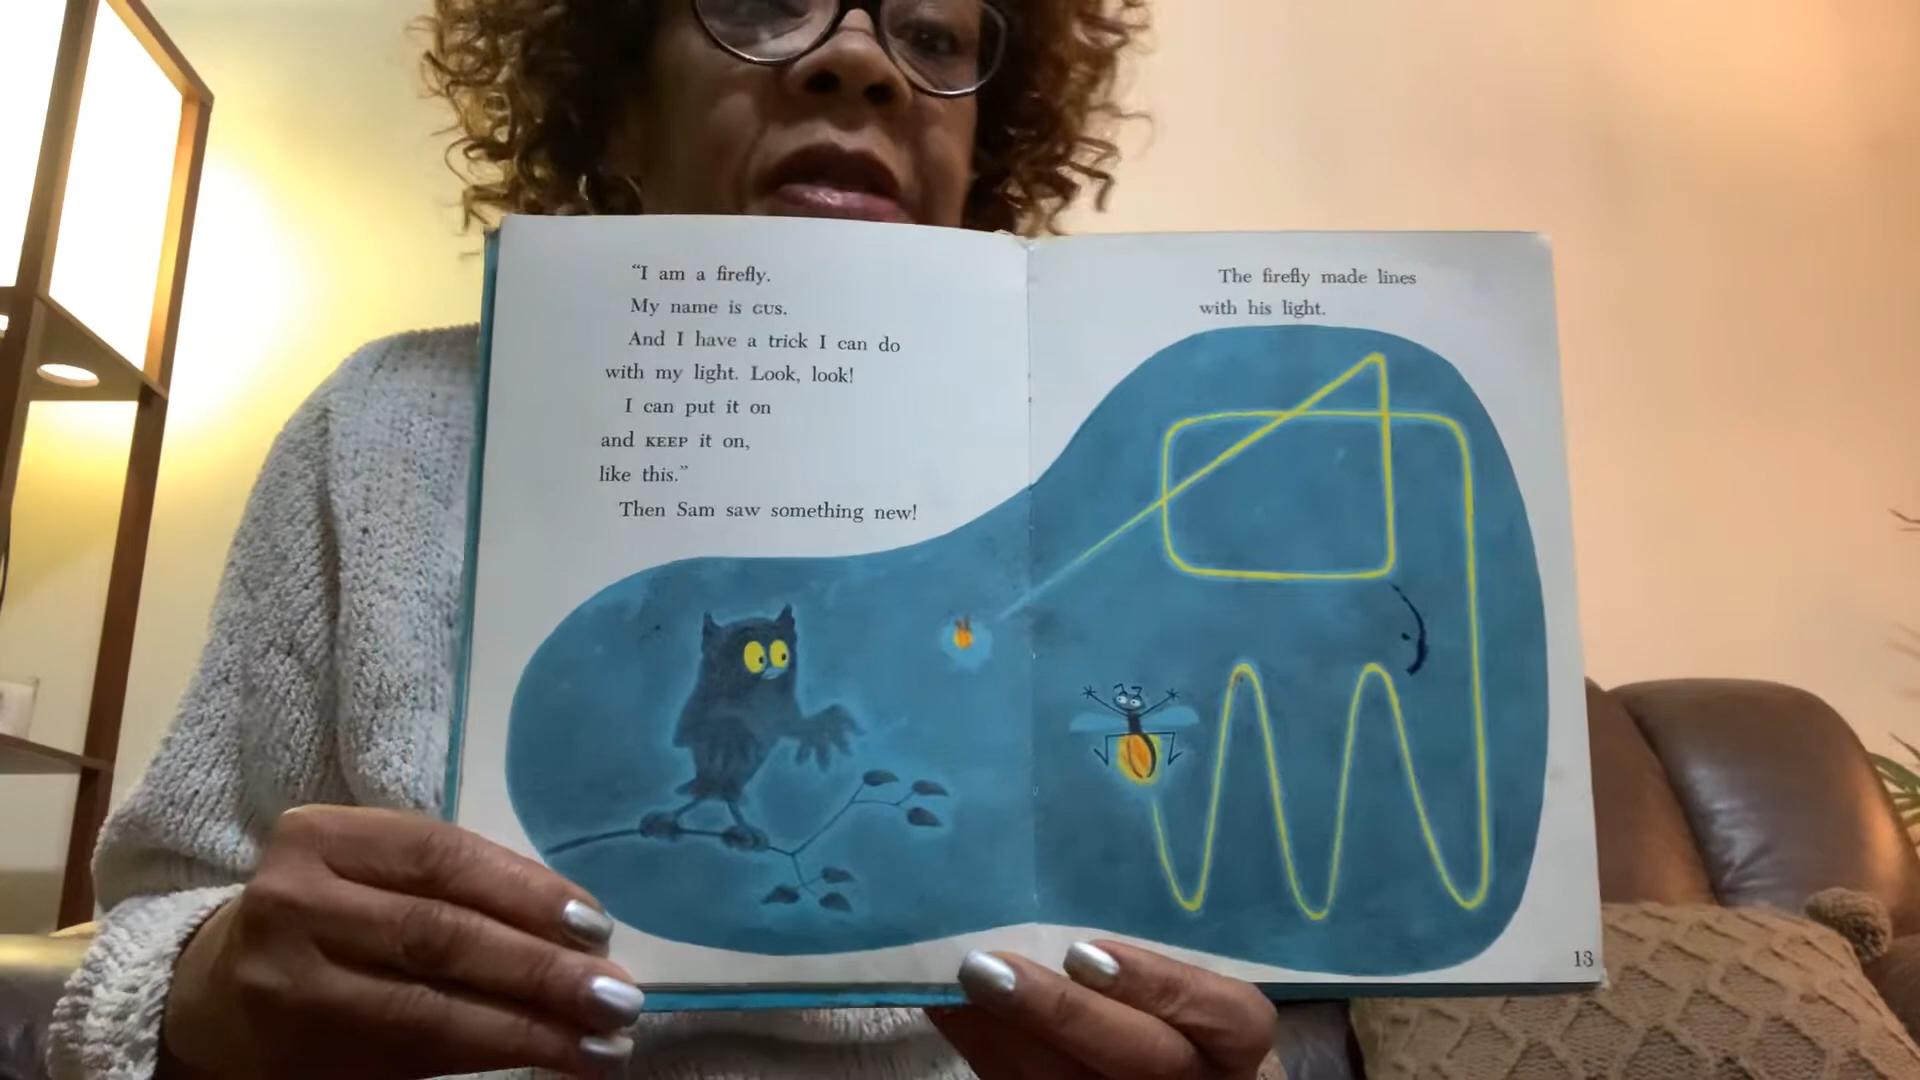 “I am a firefly.
My name is GUS.
And I have a trick I can do
with my light. Look, look!
I can put it on
and KEEP it on,
like this.”
Then Sam saw something new!
The firefly made lines
with his light.
13